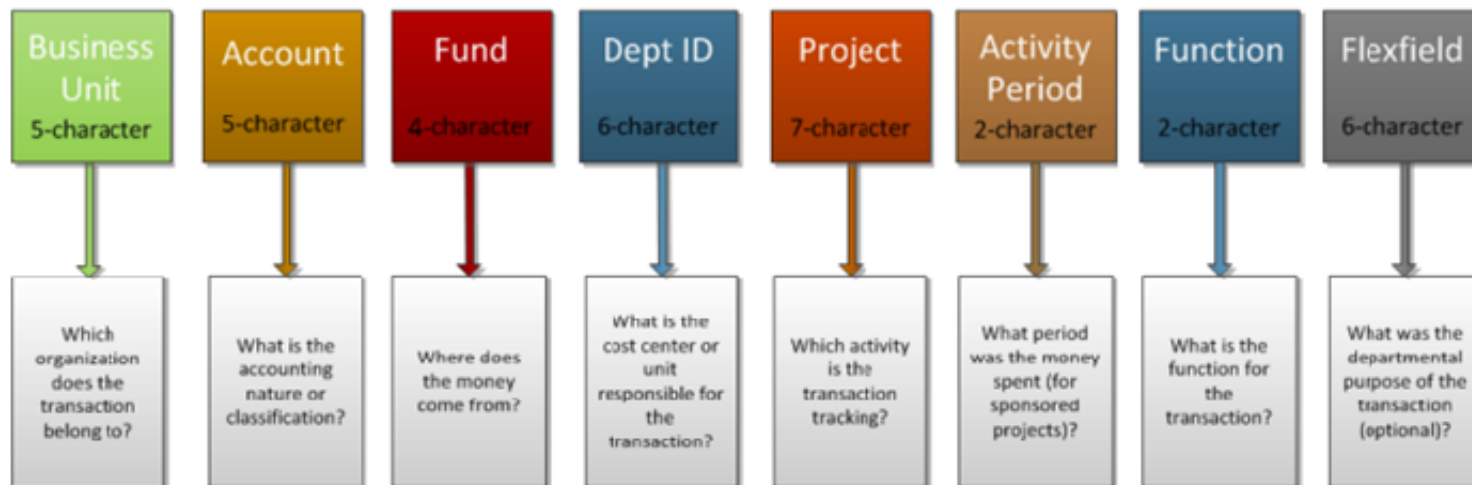 Business
Unit
5-character
Account
5-character
Fund
4-character
Dept ID
6-character
Project
7-character
Activity
Period
2-character
Function
2-character
Flexfield
6-character
Which
organization
does the
transaction
belong to?
What is the
accounting
nature or
classification?
Where does
the money
come from?
What is the
cost center or
unit
responsible for
the
transaction?
Which activity
is the
transaction
tracking?
What period
was the money
spent (for
sponsored
projects)?
What is the
function for
the
transaction?
What was the
departmental
purpose of the
transaction
(optional)?